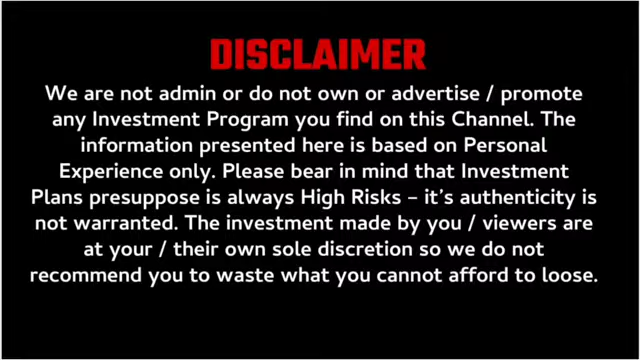 DISCLAIMER
We are not admin or do not own or advertise / promote
any Investment Program you find on this Channel. The
information presented here is based on Personal
Experience only. Please bear in mind that Investment
Plans presuppose is always High Risks – it's authenticity is
not warranted. The investment made by you / viewers are
at your / their own sole discretion so we do not
recommend you to waste what you cannot afford to loose.